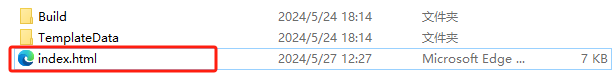 Build 2024/5/24 18:14 文件夹
TemplateData 2024/5/24 18:14 文件夹
index.html 2024/5/27 12:27 Microsoft Edge ... 7 KB